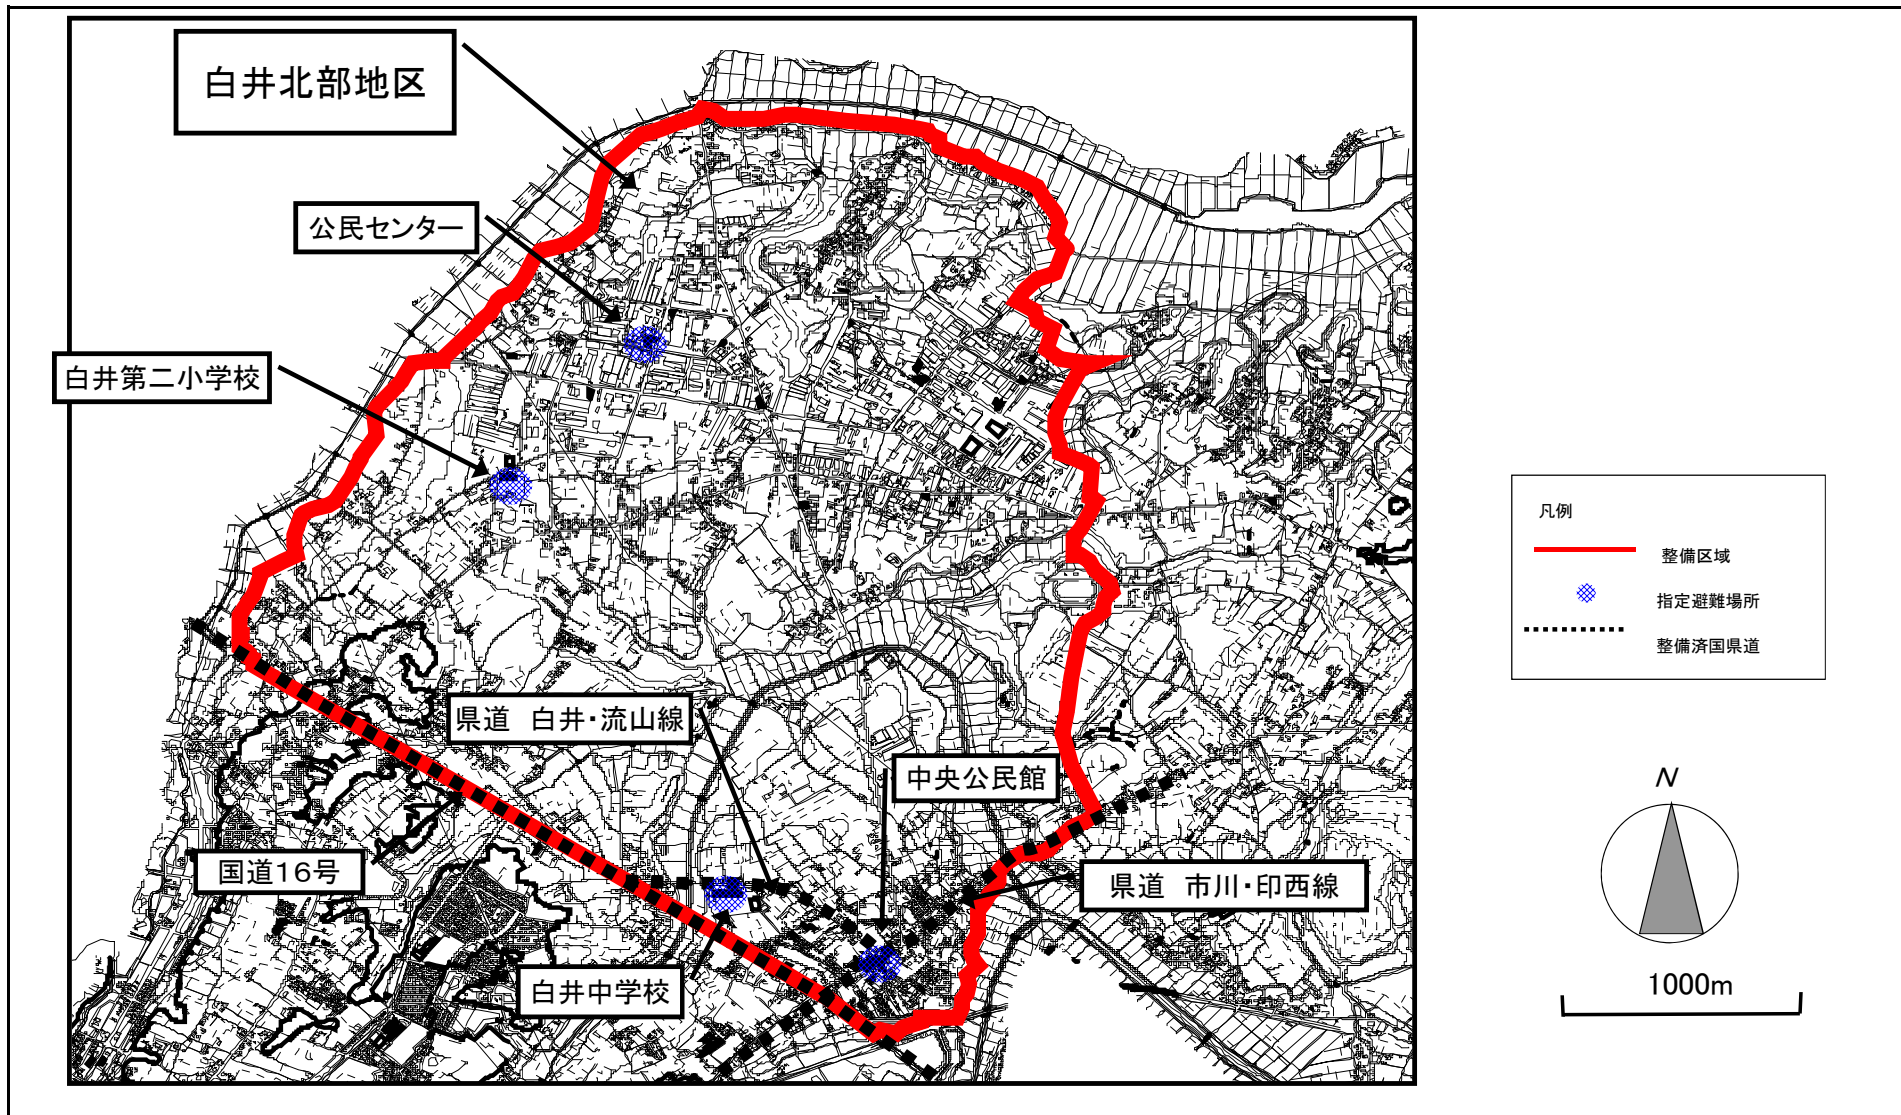 白井北部地区
公民センター
白井第二小学校
県道　白井・流山線
中央公民館
国道16号
県道　市川・印西線
白井中学校
凡例
整備区域
指定避難場所
整備済国県道
N
1000m